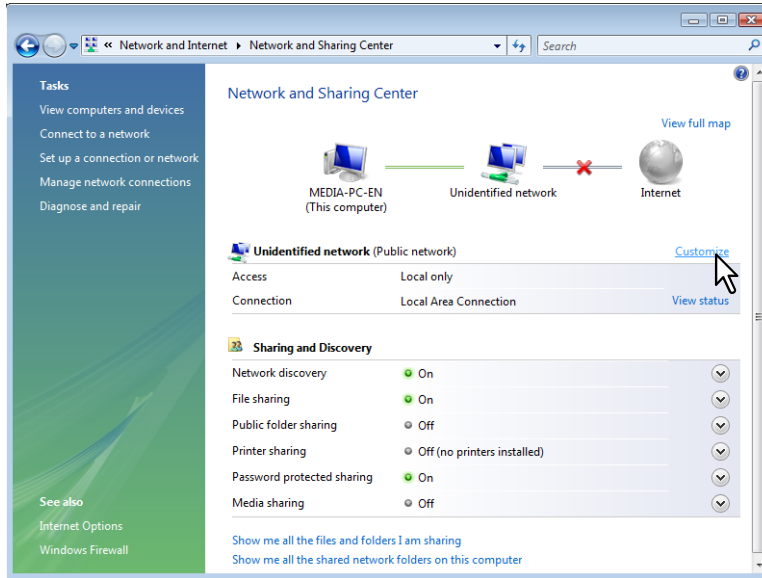 « Network and Internet ▸ Network and Sharing Center
Search
Tasks
View computers and devices
Connect to a network
Set up a connection or network
Manage network connections
Diagnose and repair
See also
Internet Options
Windows Firewall
Network and Sharing Center
View full map
MEDIA-PC-EN
(This computer)
Unidentified network
Internet
Unidentified network (Public network)
Customize
Access Local only
Connection Local Area Connection View status
Sharing and Discovery
Network discovery On
File sharing On
Public folder sharing Off
Printer sharing Off (no printers installed)
Password protected sharing On
Media sharing Off
Show me all the files and folders I am sharing
Show me all the shared network folders on this computer